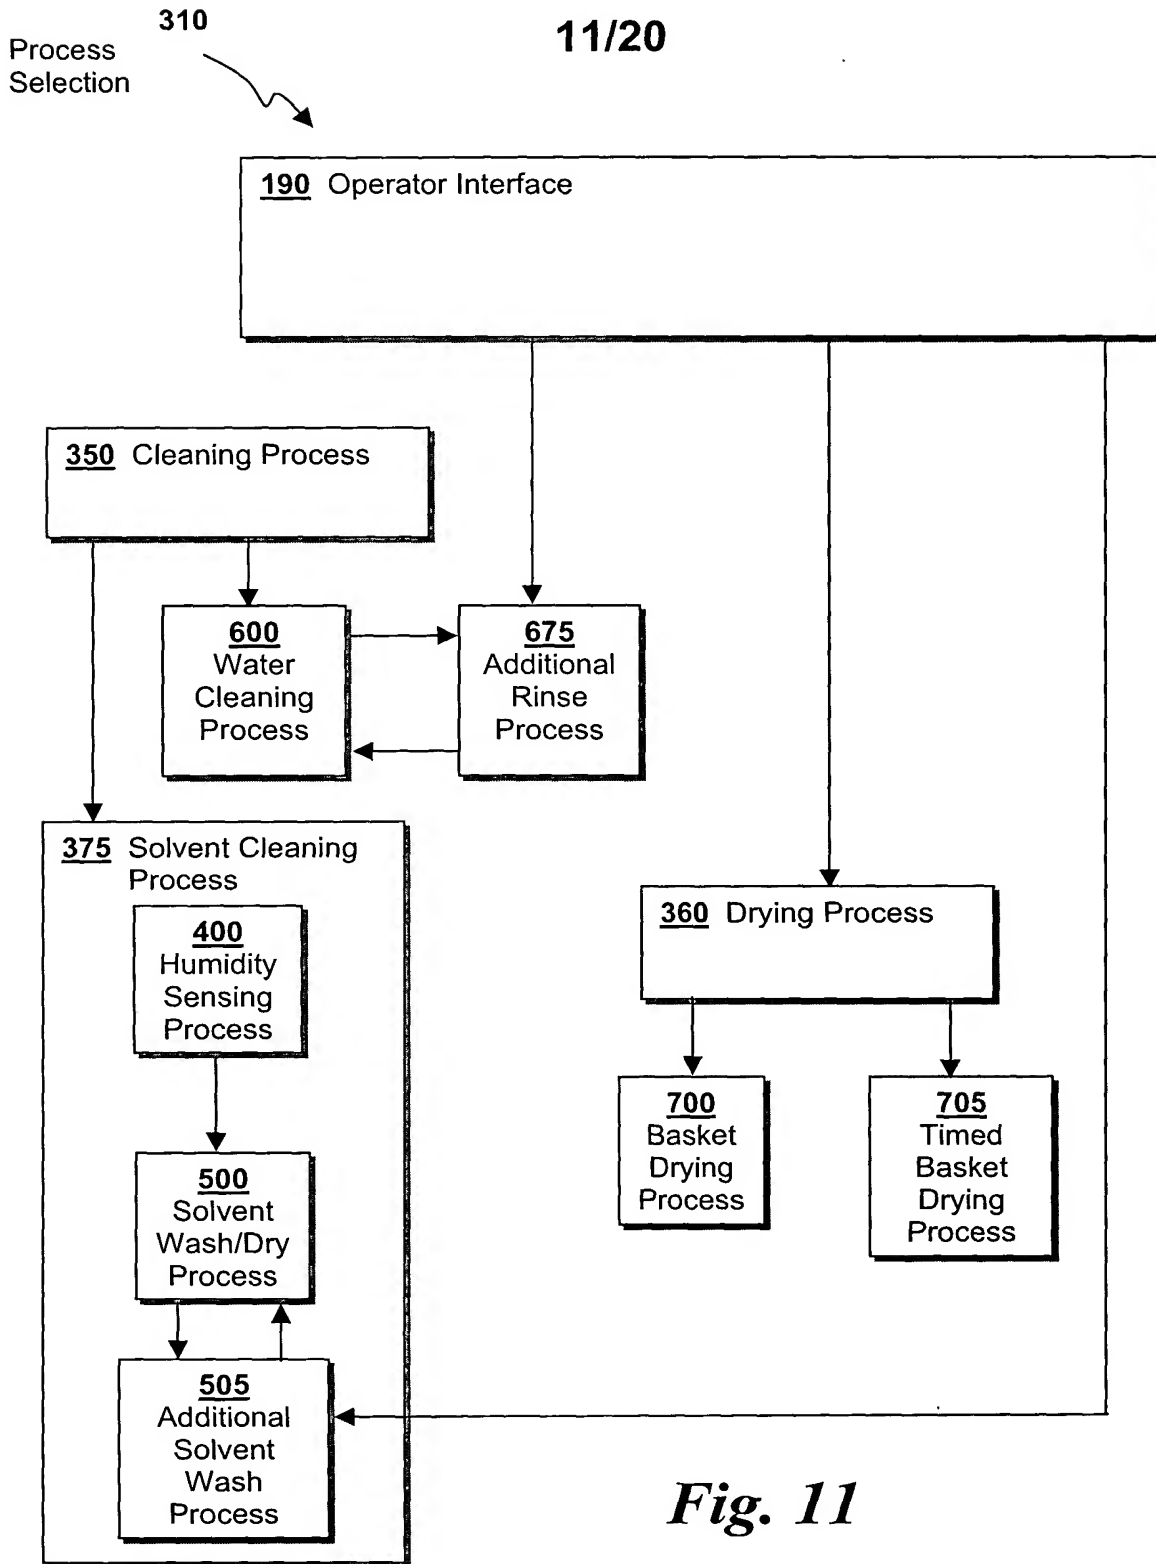 310
11/20
Process
Selection
190 Operator Interface
350 Cleaning Process
600
Water
Cleaning
Process
675
Additional
Rinse
Process
375 Solvent Cleaning
Process
400
Humidity
Sensing
Process
360 Drying Process
500
Solvent
Wash/Dry
Process
700
Basket
Drying
Process
705
Timed
Basket
Drying
Process
505
Additional
Solvent
Wash
Process
Fig. 11